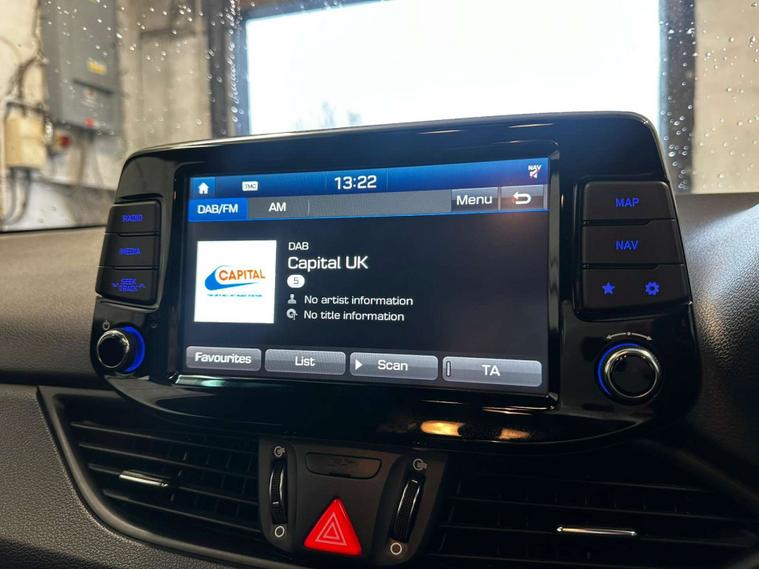 TMC
13:22
NAV
DAB/FM
AM
Menu
DAB
Capital UK
5
No artist information
No title information
CAPITAL
Favourites
List
Scan
TA
RADIO
MEDIA
SEEK
TRACK
MAP
NAV